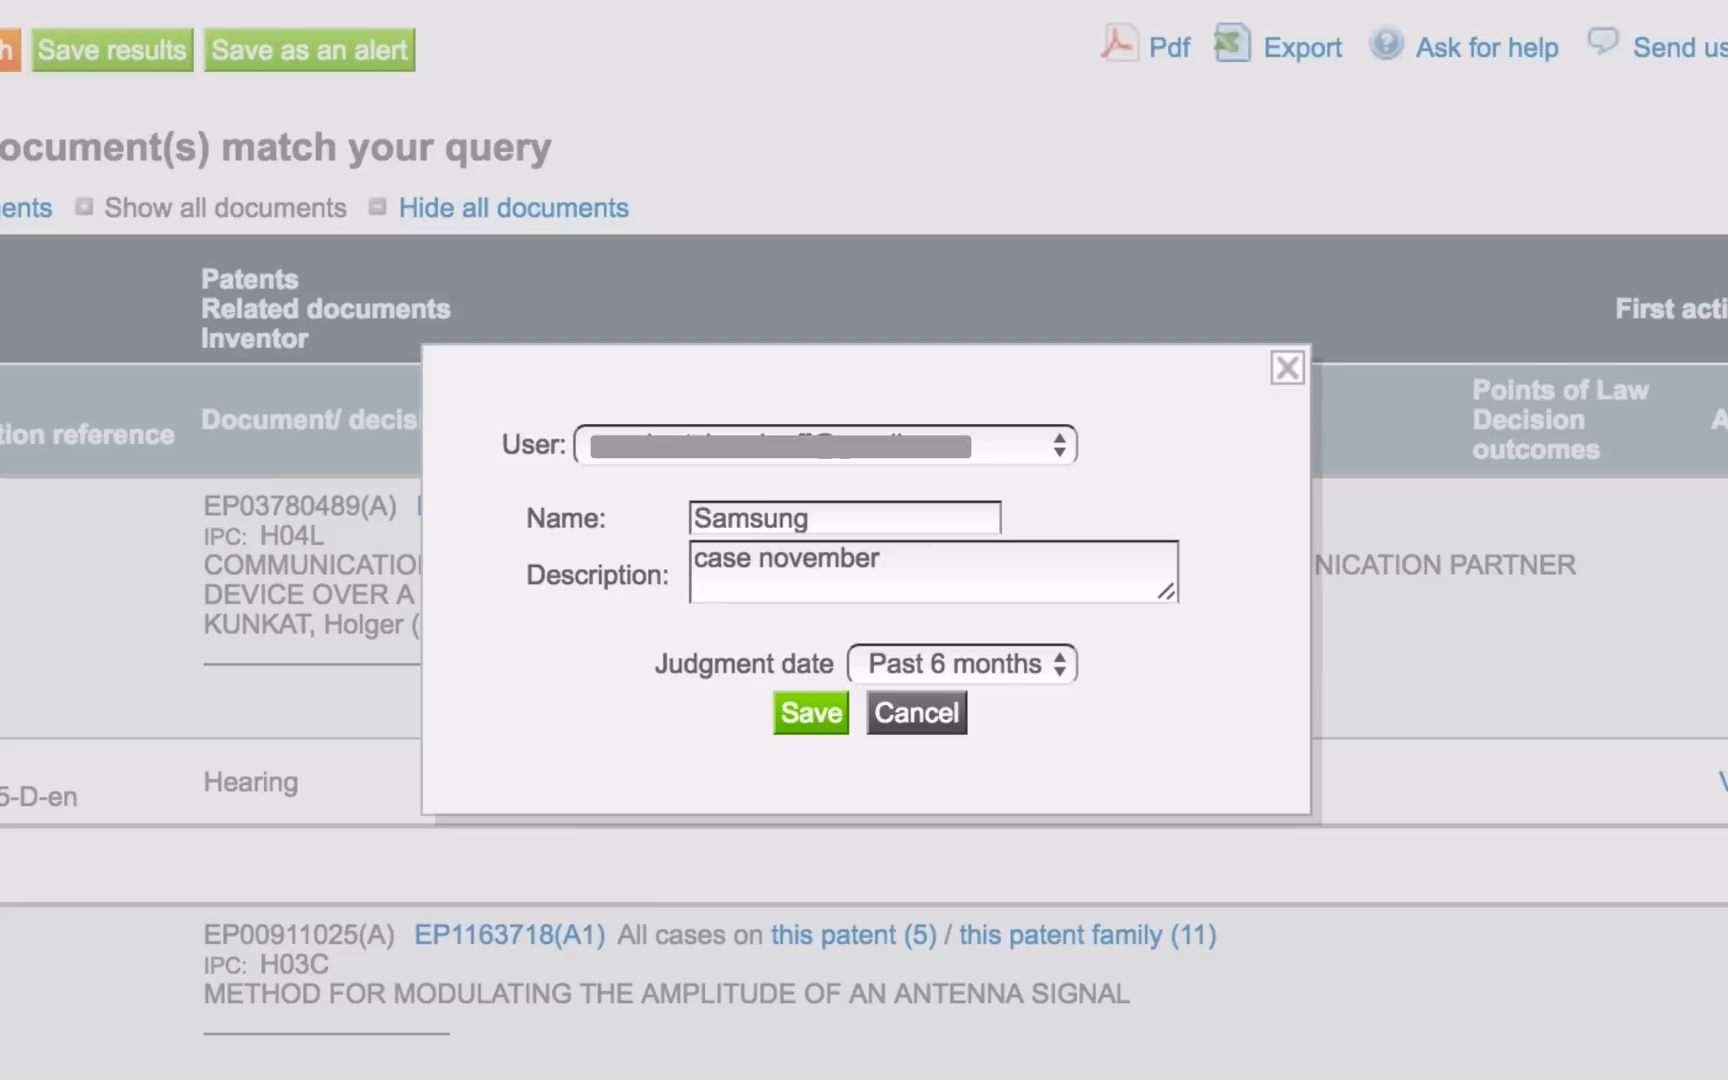 Save results Save as an alert Pdf Export Ask for help Send us
ocument(s) match your query
Show all documents Hide all documents
Patents
Related documents
Inventor
First acti
tion reference
Document/ decis
Points of Law
Decision
outcomes
User:
Name: Samsung
Description: case november
Judgment date Past 6 months
Save Cancel
EP03780489(A)
IPC: H04L
COMMUNICATIO NICATION PARTNER
DEVICE OVER A
KUNKAT, Holger (
5-D-en
Hearing
EP00911025(A) EP1163718(A1) All cases on this patent (5) / this patent family (11)
IPC: H03C
METHOD FOR MODULATING THE AMPLITUDE OF AN ANTENNA SIGNAL